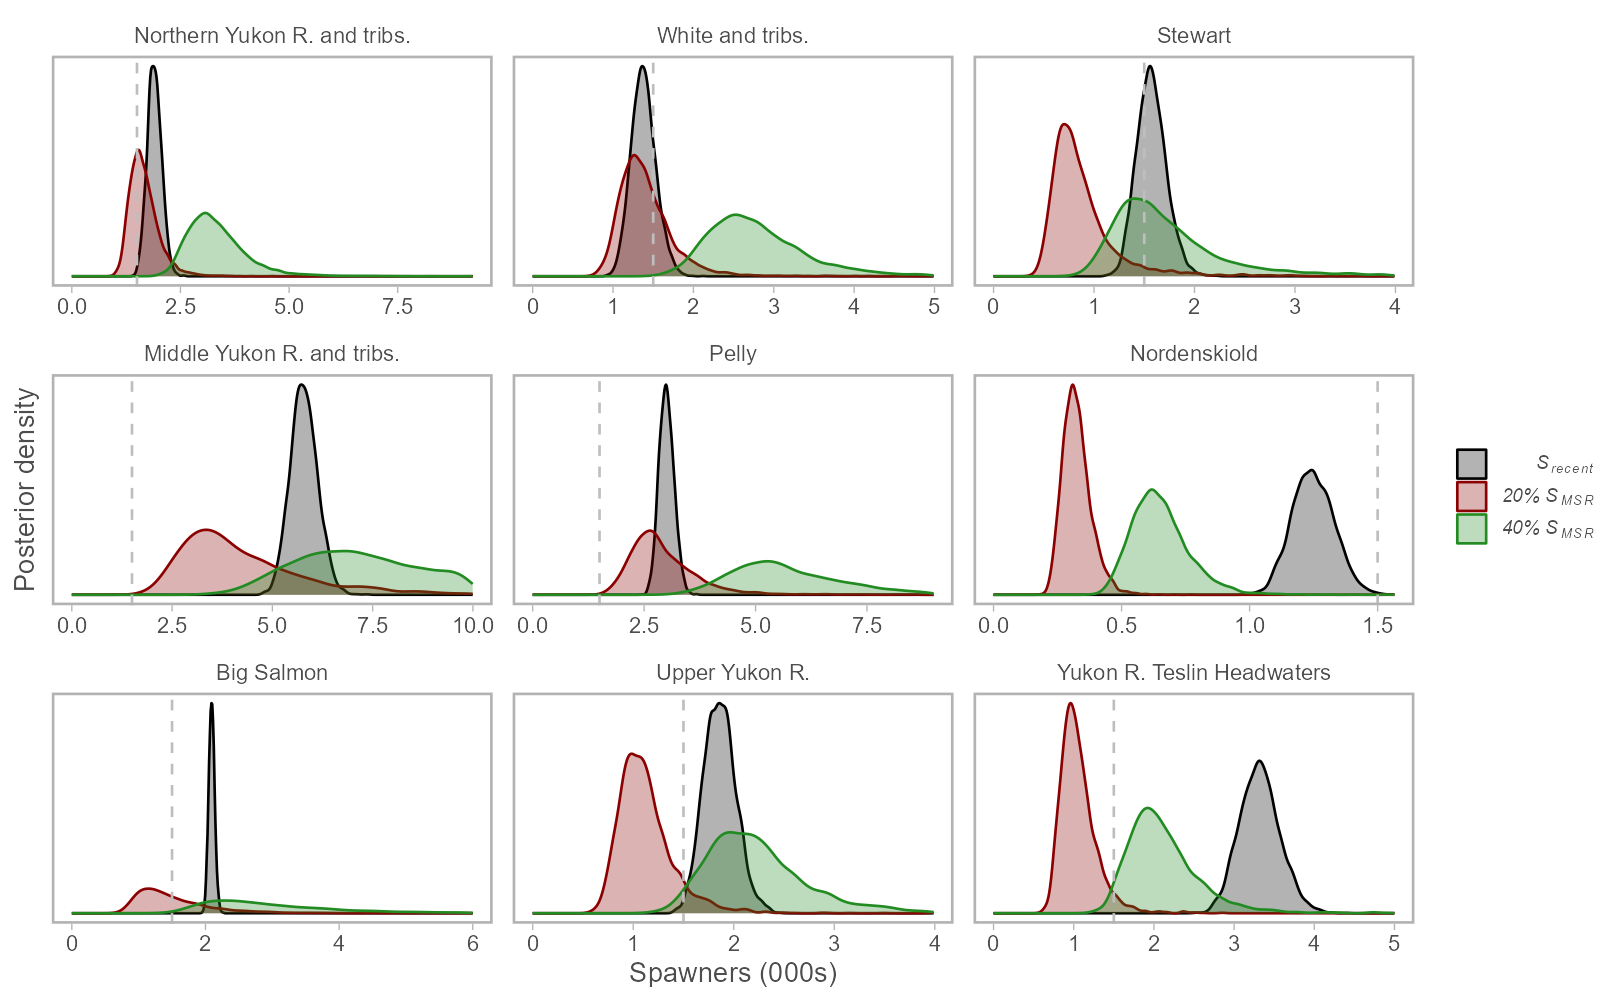 Northern Yukon R. and tribs.
White and tribs.
Stewart
0.0 2.5 5.0 7.5
0 1 2 3 4 5
0 1 2 3 4
Middle Yukon R. and tribs.
Pelly
Nordenskiold
0.0 2.5 5.0 7.5 10.0
0.0 2.5 5.0 7.5
0.0 0.5 1.0 1.5
Big Salmon
Upper Yukon R.
Yukon R. Teslin Headwaters
0 2 4 6
0 1 2 3 4
0 1 2 3 4 5
Posterior density
Spawners (000s)
S recent
20% S MSR
40% S MSR